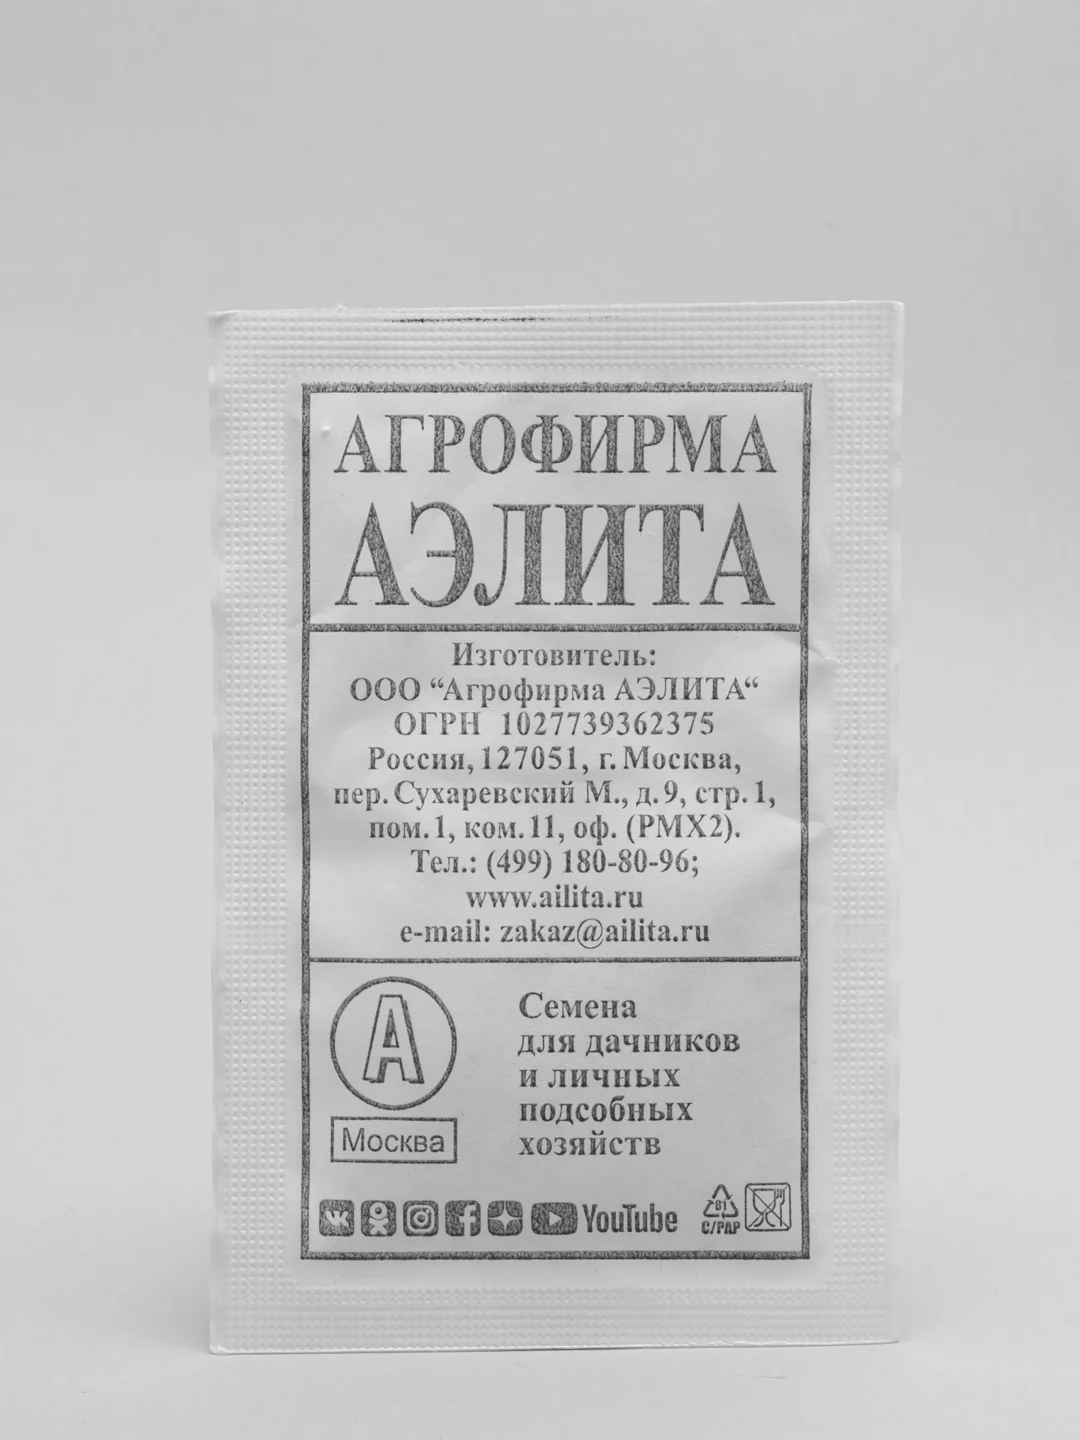 АГРОФИРМА
АЭЛИТА
Изготовитель:
ООО “Агрофирма АЭЛИТА“
ОГРН 1027739362375
Россия, 127051, г. Москва,
пер. Сухаревский М., д. 9, стр. 1,
пом. 1, ком. 11, оф. (РМХ2).
Тел.: (499) 180-80-96;
www.ailita.ru
e-mail: zakaz@ailita.ru
А
Москва
Семена
для дачников
и личных
подсобных
хозяйств
YouTube
81
C/PAP